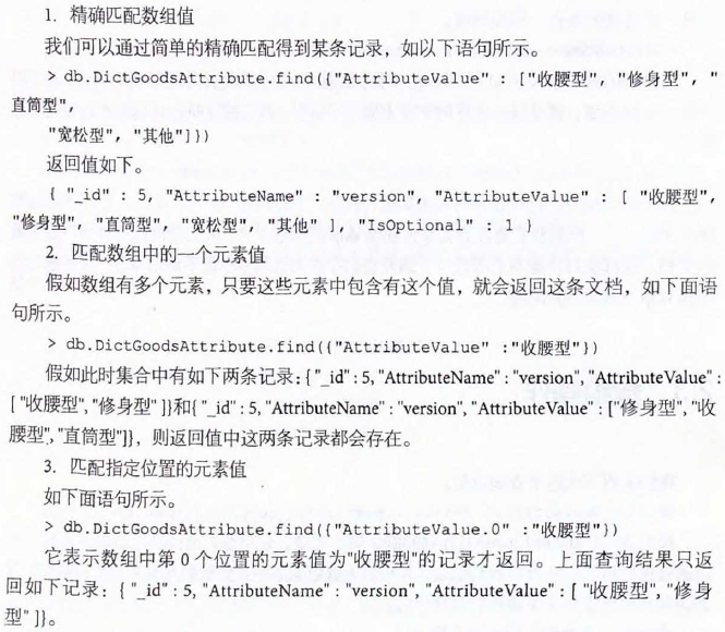 1. 精确匹配数组值
我们可以通过简单的精确匹配得到某条记录，如以下语句所示。
> db.DictGoodsAttribute.find({"AttributeValue" : ["收腰型", "修身型", "
直筒型",
"宽松型", "其他"]})
返回值如下。
{ "_id" : 5, "AttributeName" : "version", "AttributeValue" : [ "收腰型",
"修身型", "直筒型", "宽松型", "其他" ], "IsOptional" : 1 }
2. 匹配数组中的一个元素值
假如数组有多个元素，只要这些元素中包含有这个值，就会返回这条文档，如下面语
句所示。
> db.DictGoodsAttribute.find({"AttributeValue" :"收腰型"})
假如此时集合中有如下两条记录：{ "_id" : 5, "AttributeName" : "version", "AttributeValue" :
[ "收腰型", "修身型" ]}和{ "_id" : 5, "AttributeName" : "version", "AttributeValue" : ["修身型", "收
腰型", "直筒型"]}，则返回值中这两条记录都会存在。
3. 匹配指定位置的元素值
如下面语句所示。
> db.DictGoodsAttribute.find({"AttributeValue.0" :"收腰型"})
它表示数组中第 0 个位置的元素值为"收腰型"的记录才返回。上面查询结果只返
回如下记录：{ "_id" : 5, "AttributeName" : "version", "AttributeValue" : [ "收腰型", "修身
型" ]}。